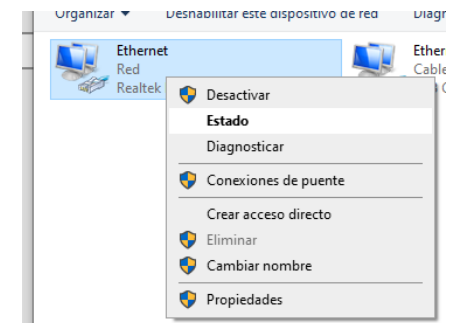 Organizar Deshabilitar este dispositivo de red Diagr
Ethernet
Red
Realtek
Ether
Cable
Desactivar
Estado
Diagnosticar
Conexiones de puente
Crear acceso directo
Eliminar
Cambiar nombre
Propiedades